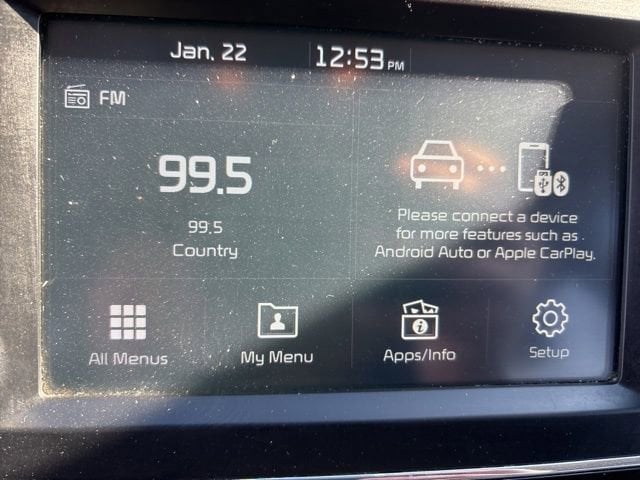 Jan. 22 12:53 PM
FM
99.5
99.5
Country
Please connect a device
for more features such as
Android Auto or Apple CarPlay.
All Menus
My Menu
Apps/Info
Setup